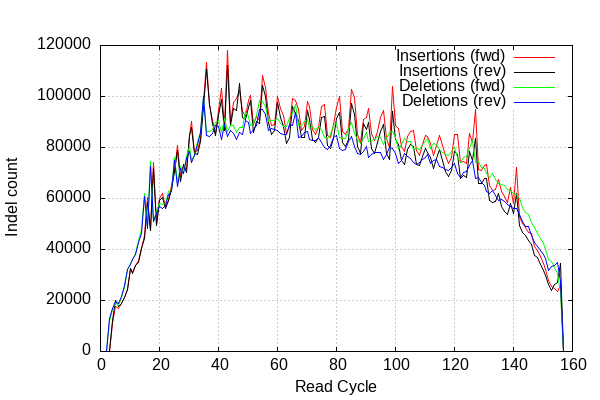 120000
100000
80000
60000
40000
20000
0
Indel count
Insertions (fwd)
Insertions (rev)
Deletions (fwd)
Deletions (rev)
0 20 40 60 80 100 120 140 160
Read Cycle